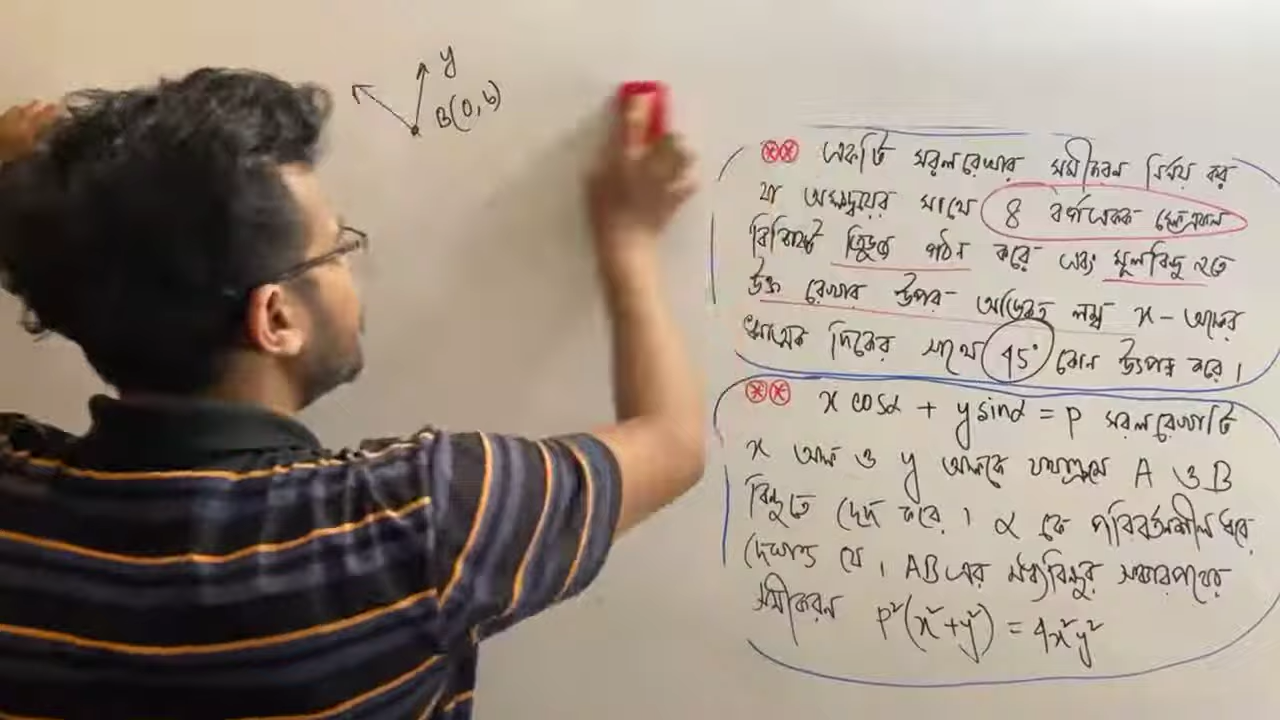 y
B(0, b)
একটি সরলরেখার সমীকরণ নির্ণয় কর
যা অক্ষদ্বয়ের সাথে 8 বর্গএকক ক্ষেত্রফল
বিশিষ্ট ত্রিভুজ গঠন করে এবং মূলবিন্দু হতে
উক্ত রেখার উপর অঙ্কিত লম্ব x-অক্ষের
ধনাত্মক দিকের সাথে 45° কোন উৎপন্ন করে।
x cosα + y sinα = P সরলরেখাটি
x অক্ষ ও y অক্ষকে যথাক্রমে A ও B
বিন্দুতে ছেদ করে। α কে পরিবর্তনশীল ধরে
দেখাও যে, AB এর মধ্যবিন্দুর সঞ্চারপথের
সমীকরন P²(x²+y²) = 4x²y²